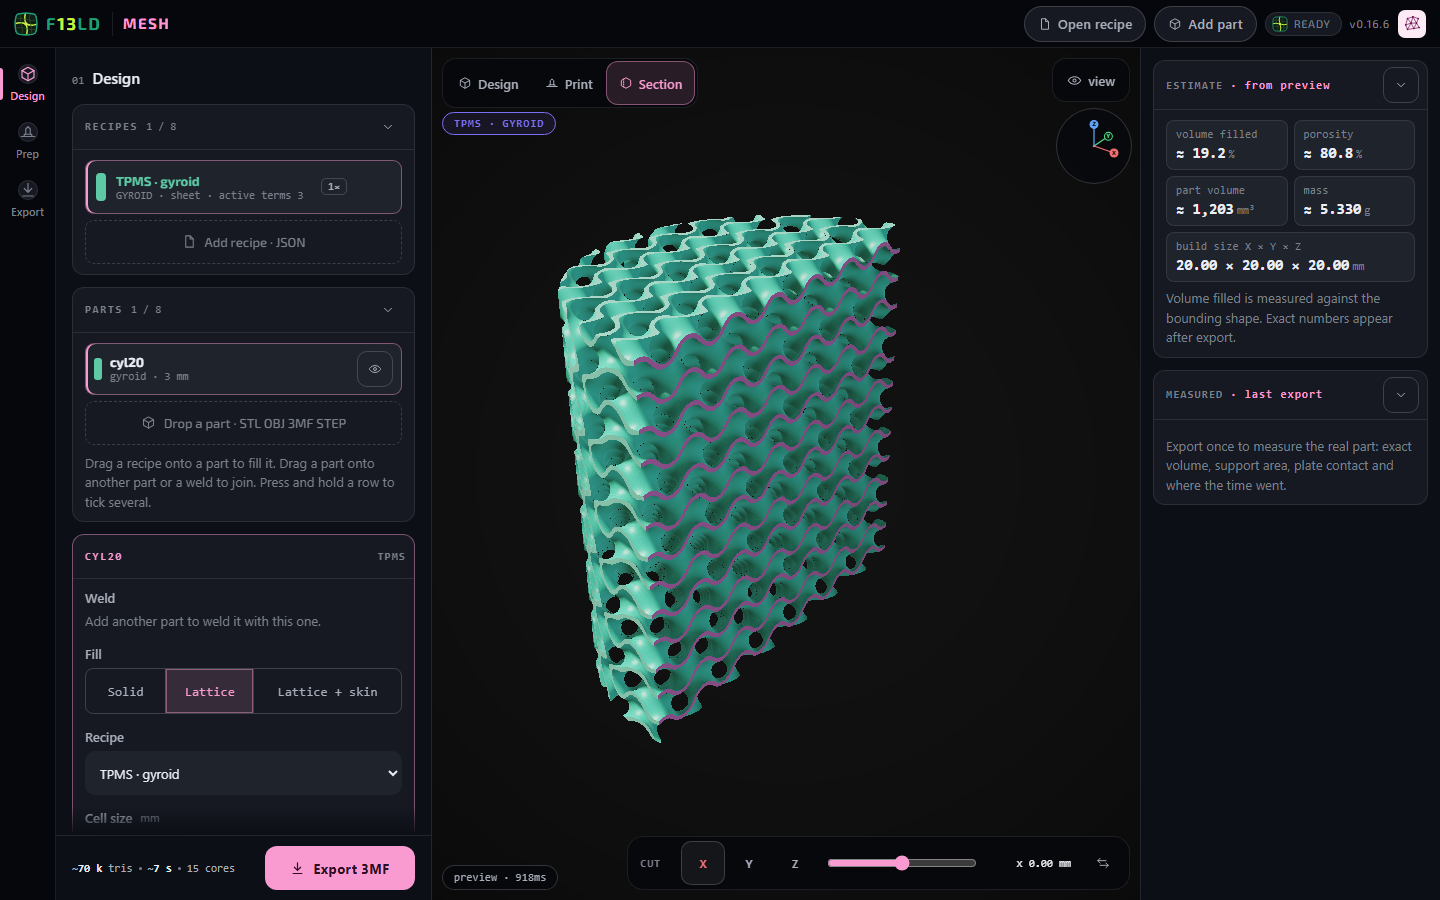 F13LD MESH
Open recipe
Add part
READY
v0.16.6
Design
Prep
Export
01 Design
RECIPES 1 / 8
TPMS · gyroid
GYROID · sheet · active terms 3
1×
Add recipe · JSON
PARTS 1 / 8
cyl20
gyroid · 3 mm
Drop a part · STL OBJ 3MF STEP
Drag a recipe onto a part to fill it. Drag a part onto
another part or a weld to join. Press and hold a row to
tick several.
CYL20 TPMS
Weld
Add another part to weld it with this one.
Fill
Solid Lattice Lattice + skin
Recipe
TPMS · gyroid
Cell size mm
~70 k tris • ~7 s • 15 cores
Export 3MF
Design Print Section
TPMS · GYROID
view
Z
Y
X
preview · 918ms
CUT X Y Z x 0.00 mm
ESTIMATE · from preview
volume filled
≈ 19.2 %
porosity
≈ 80.8 %
part volume
≈ 1,203 mm³
mass
≈ 5.330 g
build size X × Y × Z
20.00 × 20.00 × 20.00 mm
Volume filled is measured against the
bounding shape. Exact numbers appear
after export.
MEASURED · last export
Export once to measure the real part: exact
volume, support area, plate contact and
where the time went.